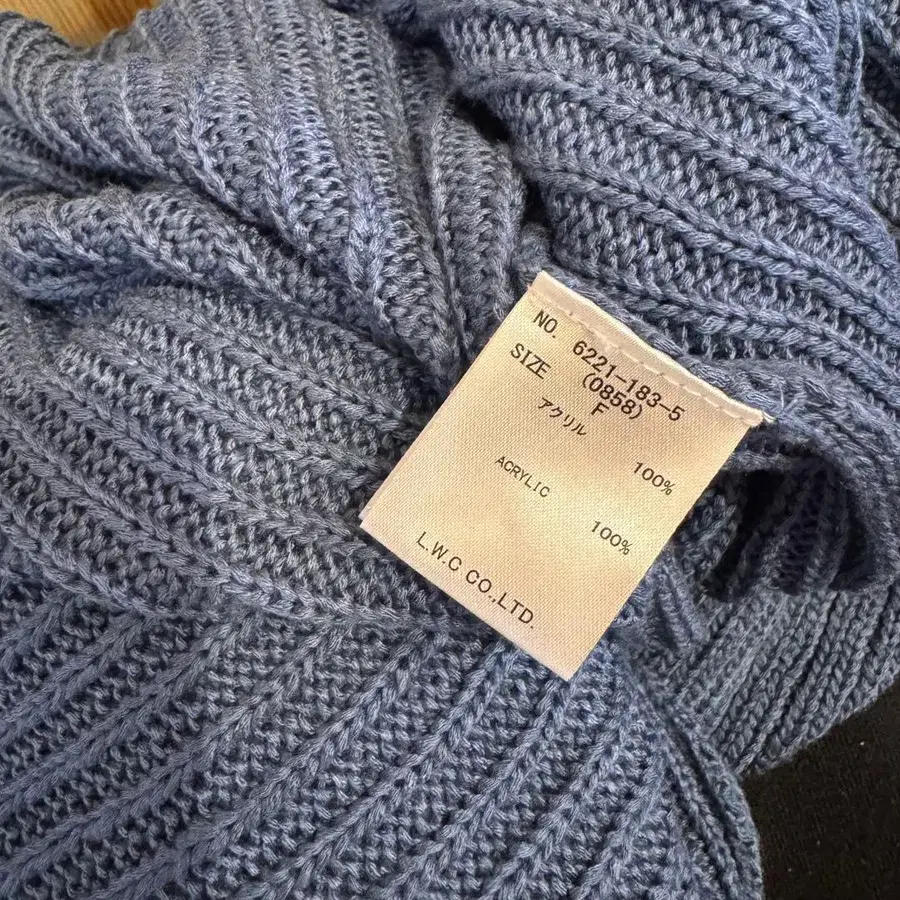 NO. 6221-183-5
(0858)
SIZE F
アクリル 100%
ACRYLIC 100%
L.W.C CO.,LTD.